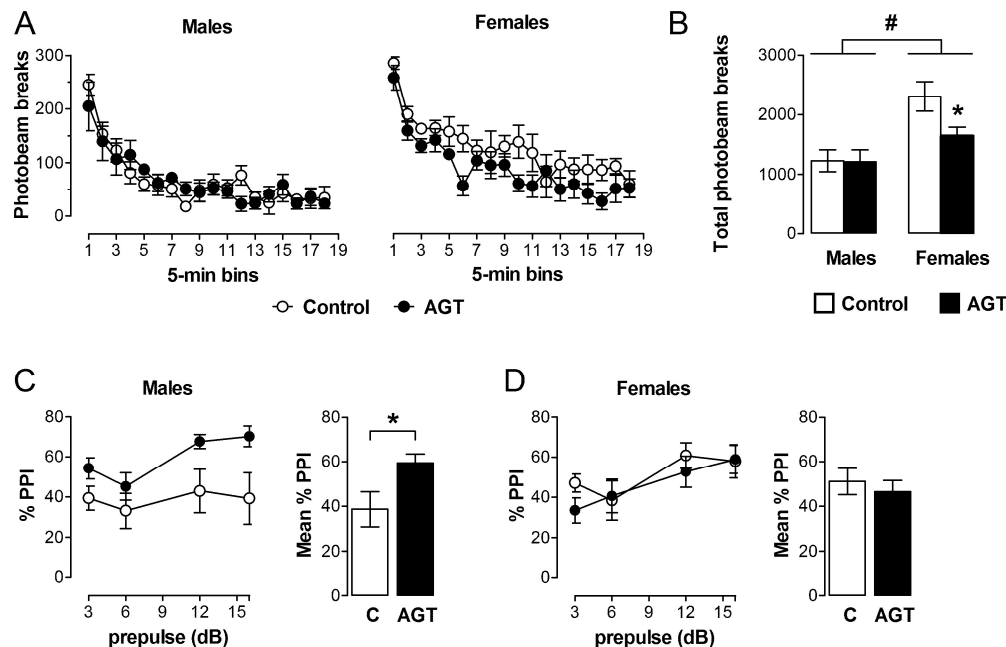 A
Males
Females
Photobeam breaks
300
200
100
0
1 3 5 7 9 11 13 15 17 19
5-min bins
1 3 5 7 9 11 13 15 17 19
5-min bins
Control AGT
B
#
Total photobeam breaks
3000
2000
1000
0
*
Males Females
Control AGT
C
Males
% PPI
80
60
40
20
0
3 6 9 12 15
prepulse (dB)
Mean % PPI
80
60
40
20
0
*
C AGT
D
Females
% PPI
80
60
40
20
0
3 6 9 12 15
prepulse (dB)
Mean % PPI
80
60
40
20
0
C AGT